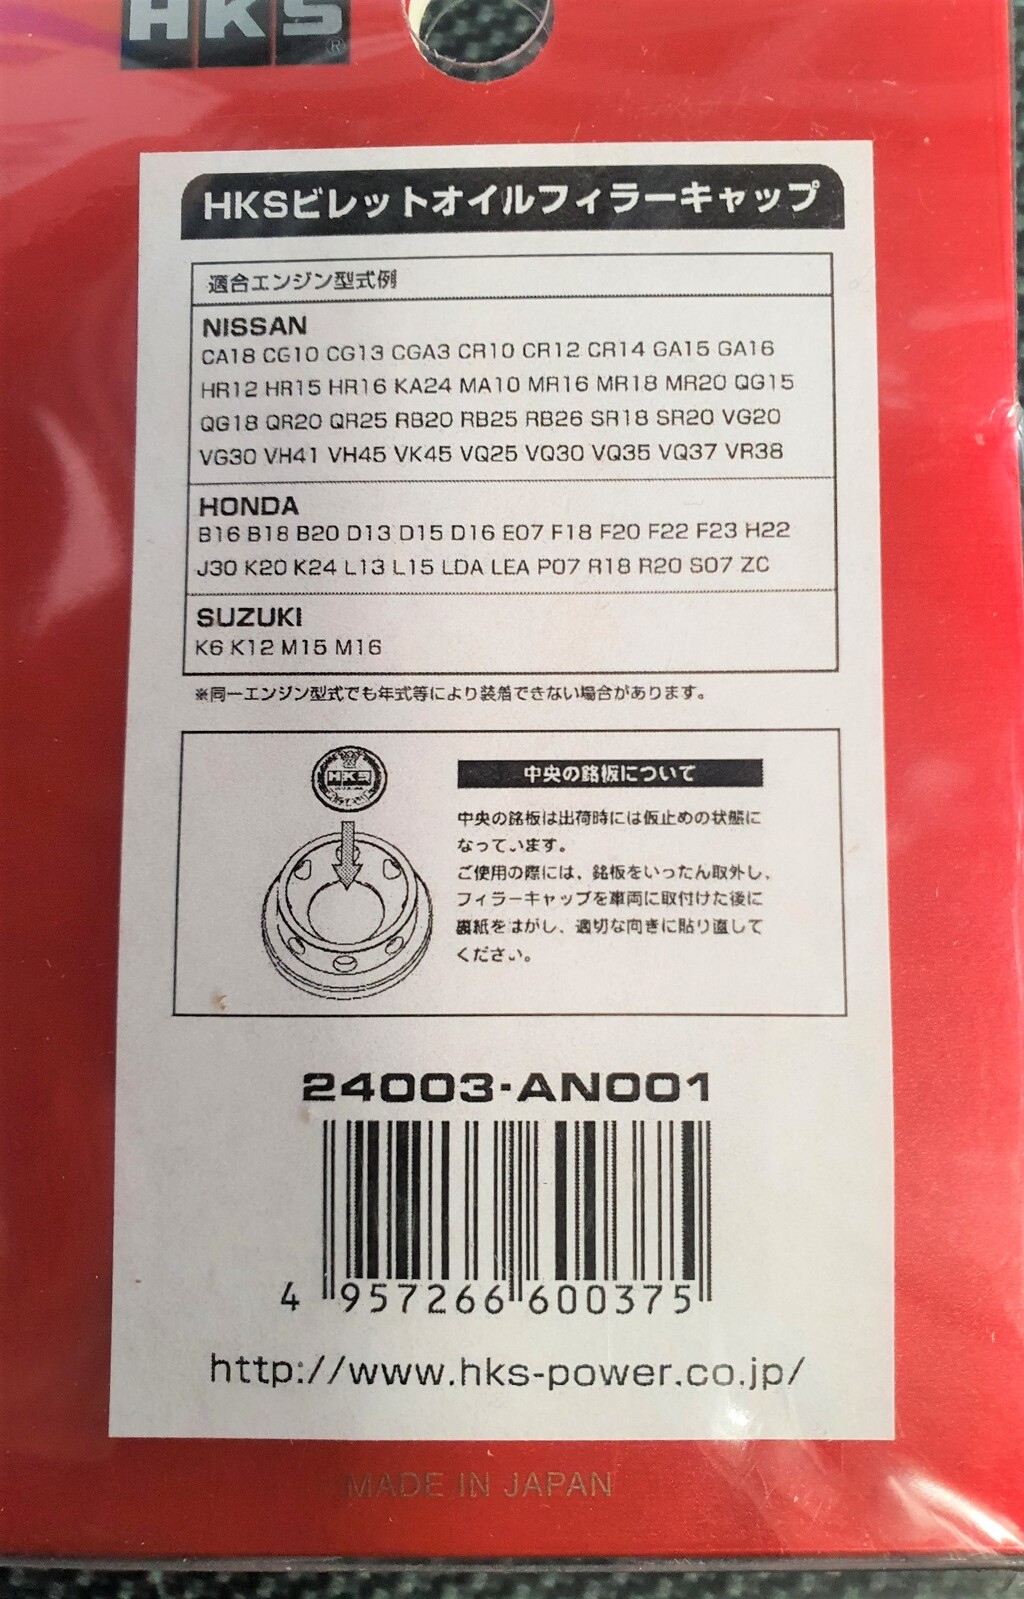 HKS®
HKSビレットオイルフィラーキャップ
適合エンジン型式例
NISSAN
CA18 CG10 CG13 CGA3 CR10 CR12 CR14 GA15 GA16
HR12 HR15 HR16 KA24 MA10 MR16 MR18 MR20 QG15
QG18 QR20 QR25 RB20 RB25 RB26 SR18 SR20 VG20
VG30 VH41 VH45 VK45 VQ25 VQ30 VQ35 VQ37 VR38
HONDA
B16 B18 B20 D13 D15 D16 E07 F18 F20 F22 F23 H22
J30 K20 K24 L13 L15 LDA LEA P07 R18 R20 S07 ZC
SUZUKI
K6 K12 M15 M16
※同一エンジン型式でも年式等により装着できない場合があります。
HKS
中央の銘板について
中央の銘板は出荷時には仮止めの状態に
なっています。
ご使用の際には、銘板をいったん取外し、
フィラーキャップを車両に取付けた後に
裏紙をはがし、適切な向きに貼り直して
ください。
24003-AN001
4 957266 600375
http://www.hks-power.co.jp/
MADE IN JAPAN